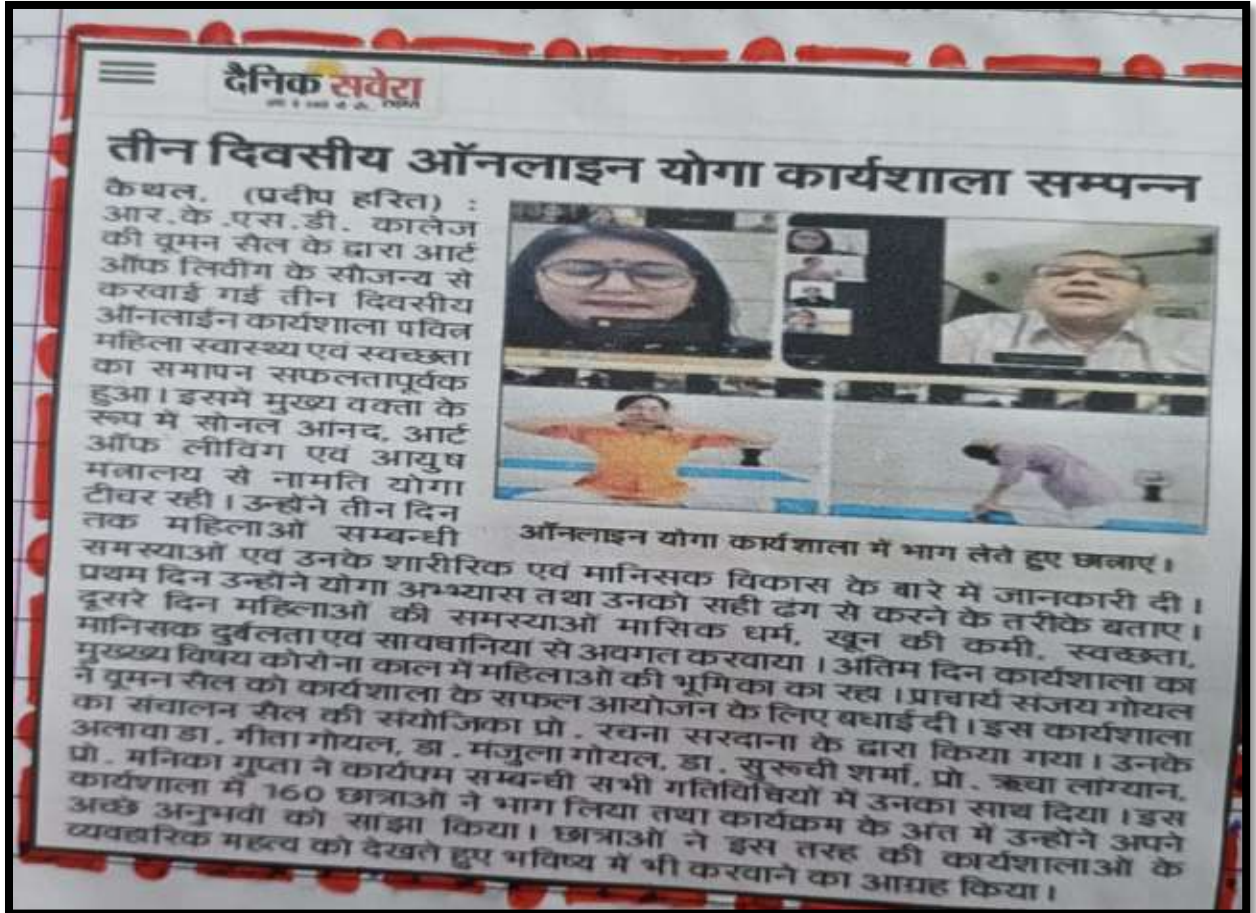 दैनिक सवेरा
तीन दिवसीय ऑनलाइन योगा कार्यशाला सम्पन्न
कैथल, (प्रदीप हरित) :
आर.के.एस.डी. कालेज
की वूमन सैल के द्वारा आर्ट
ऑफ लिवींग के सौजन्य से
करवाई गई तीन दिवसीय
ऑनलाईन कार्यशाला पवित्र
महिला स्वास्थ्य एवं स्वच्छता
का समापन सफलतापूर्वक
हुआ। इसमें मुख्य वक्ता के
रूप में सोनल आंनद, आर्ट
ऑफ लीविंग एवं आयुष
मत्रालय से नामति योगा
टीचर रही। उन्होंने तीन दिन
तक महिलाओं सम्बन्धी
समस्याओं एवं उनके शारीरिक एवं मानिसक विकास के बारे में जानकारी दी।
प्रथम दिन उन्होंने योगा अभ्यास तथा उनको सही ढंग से करने के तरीके बताए।
दूसरे दिन महिलाओं की समस्याओं मासिक धर्म, खून की कमी, स्वच्छता,
मानिसक दुर्बलता एवं सावधानियां से अवगत करवाया। अंतिम दिन कार्यशाला का
मुख्ख्य विषय कोरोना काल में महिलाओं की भूमिका का रहा। प्राचार्य संजय गोयल
ने वूमन सैल को कार्यशाला के सफल आयोजन के लिए बधाई दी। इस कार्यशाला
का संचालन सैल की संयोजिका प्रो. रचना सरदाना के द्वारा किया गया। उनके
अलावा डा. गीता गोयल, डा. मंजुला गोयल, डा. सुरूची शर्मा, प्रो. ऋचा लांग्यान,
प्रो. मनिका गुप्ता ने कार्यपम सम्बन्धी सभी गतिविधियों में उनका साथ दिया। इस
कार्यशाला में 160 छात्राओं ने भाग लिया तथा कार्यक्रम के अंत में उन्होंने अपने
अच्छे अनुभवों को सांझा किया। छात्राओं ने इस तरह की कार्यशालाओं के
व्यवहारिक महत्व को देखते हुए भविष्य में भी करवाने का आग्रह किया।
ऑनलाइन योगा कार्यशाला में भाग लेते हुए छात्राएं।